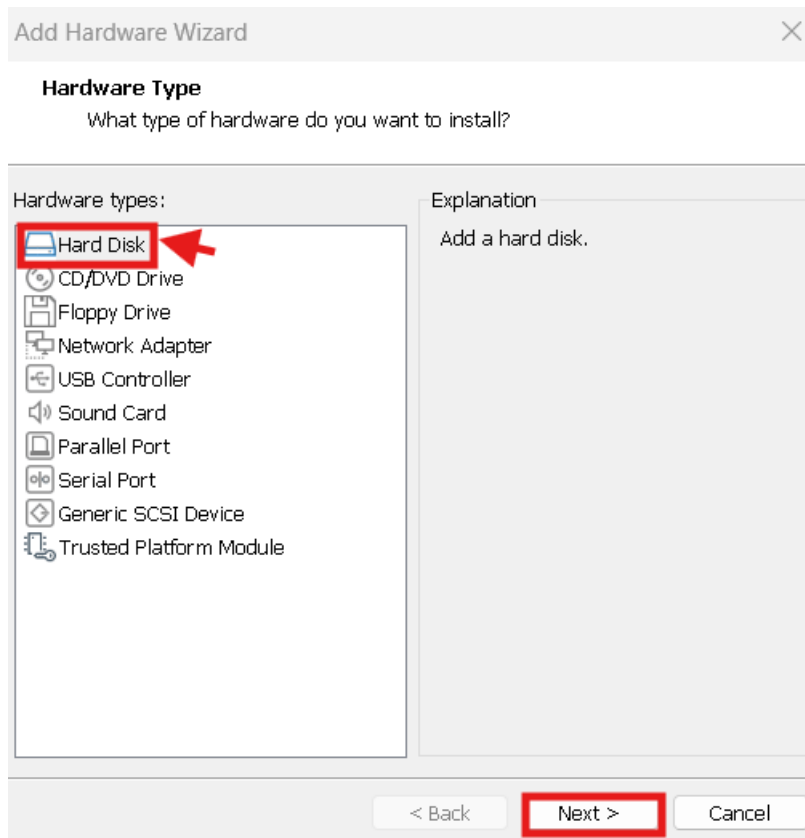 Add Hardware Wizard
Hardware Type
What type of hardware do you want to install?
Hardware types:
Hard Disk
CD/DVD Drive
Floppy Drive
Network Adapter
USB Controller
Sound Card
Parallel Port
Serial Port
Generic SCSI Device
Trusted Platform Module
Explanation
Add a hard disk.
< Back
Next >
Cancel